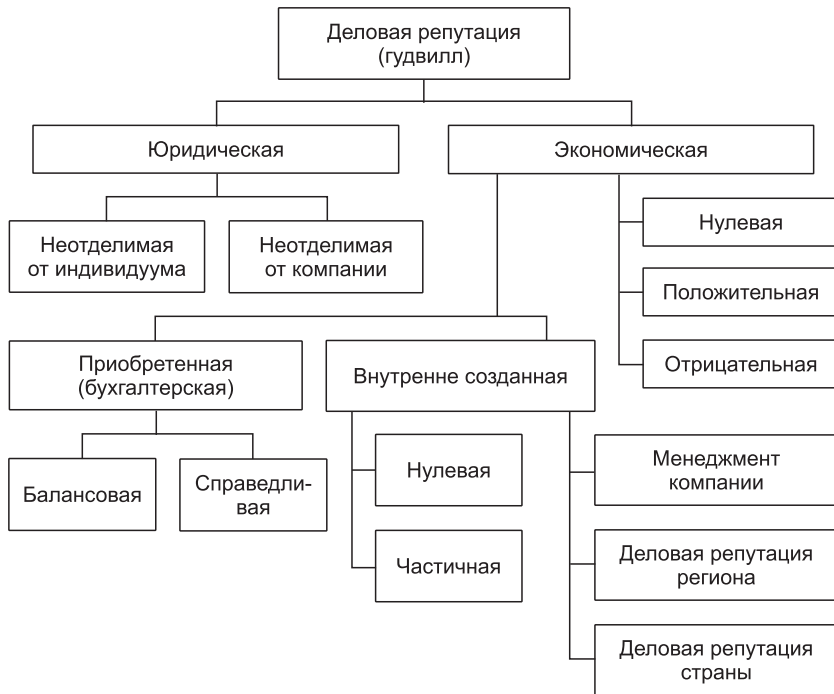 Деловая репутация
(гудвилл)
Юридическая
Экономическая
Неотделимая
от индивидуума
Неотделимая
от компании
Нулевая
Положительная
Отрицательная
Приобретенная
(бухгалтерская)
Внутренне созданная
Балансовая
Справедли-
вая
Нулевая
Частичная
Менеджмент
компании
Деловая репутация
региона
Деловая репутация
страны